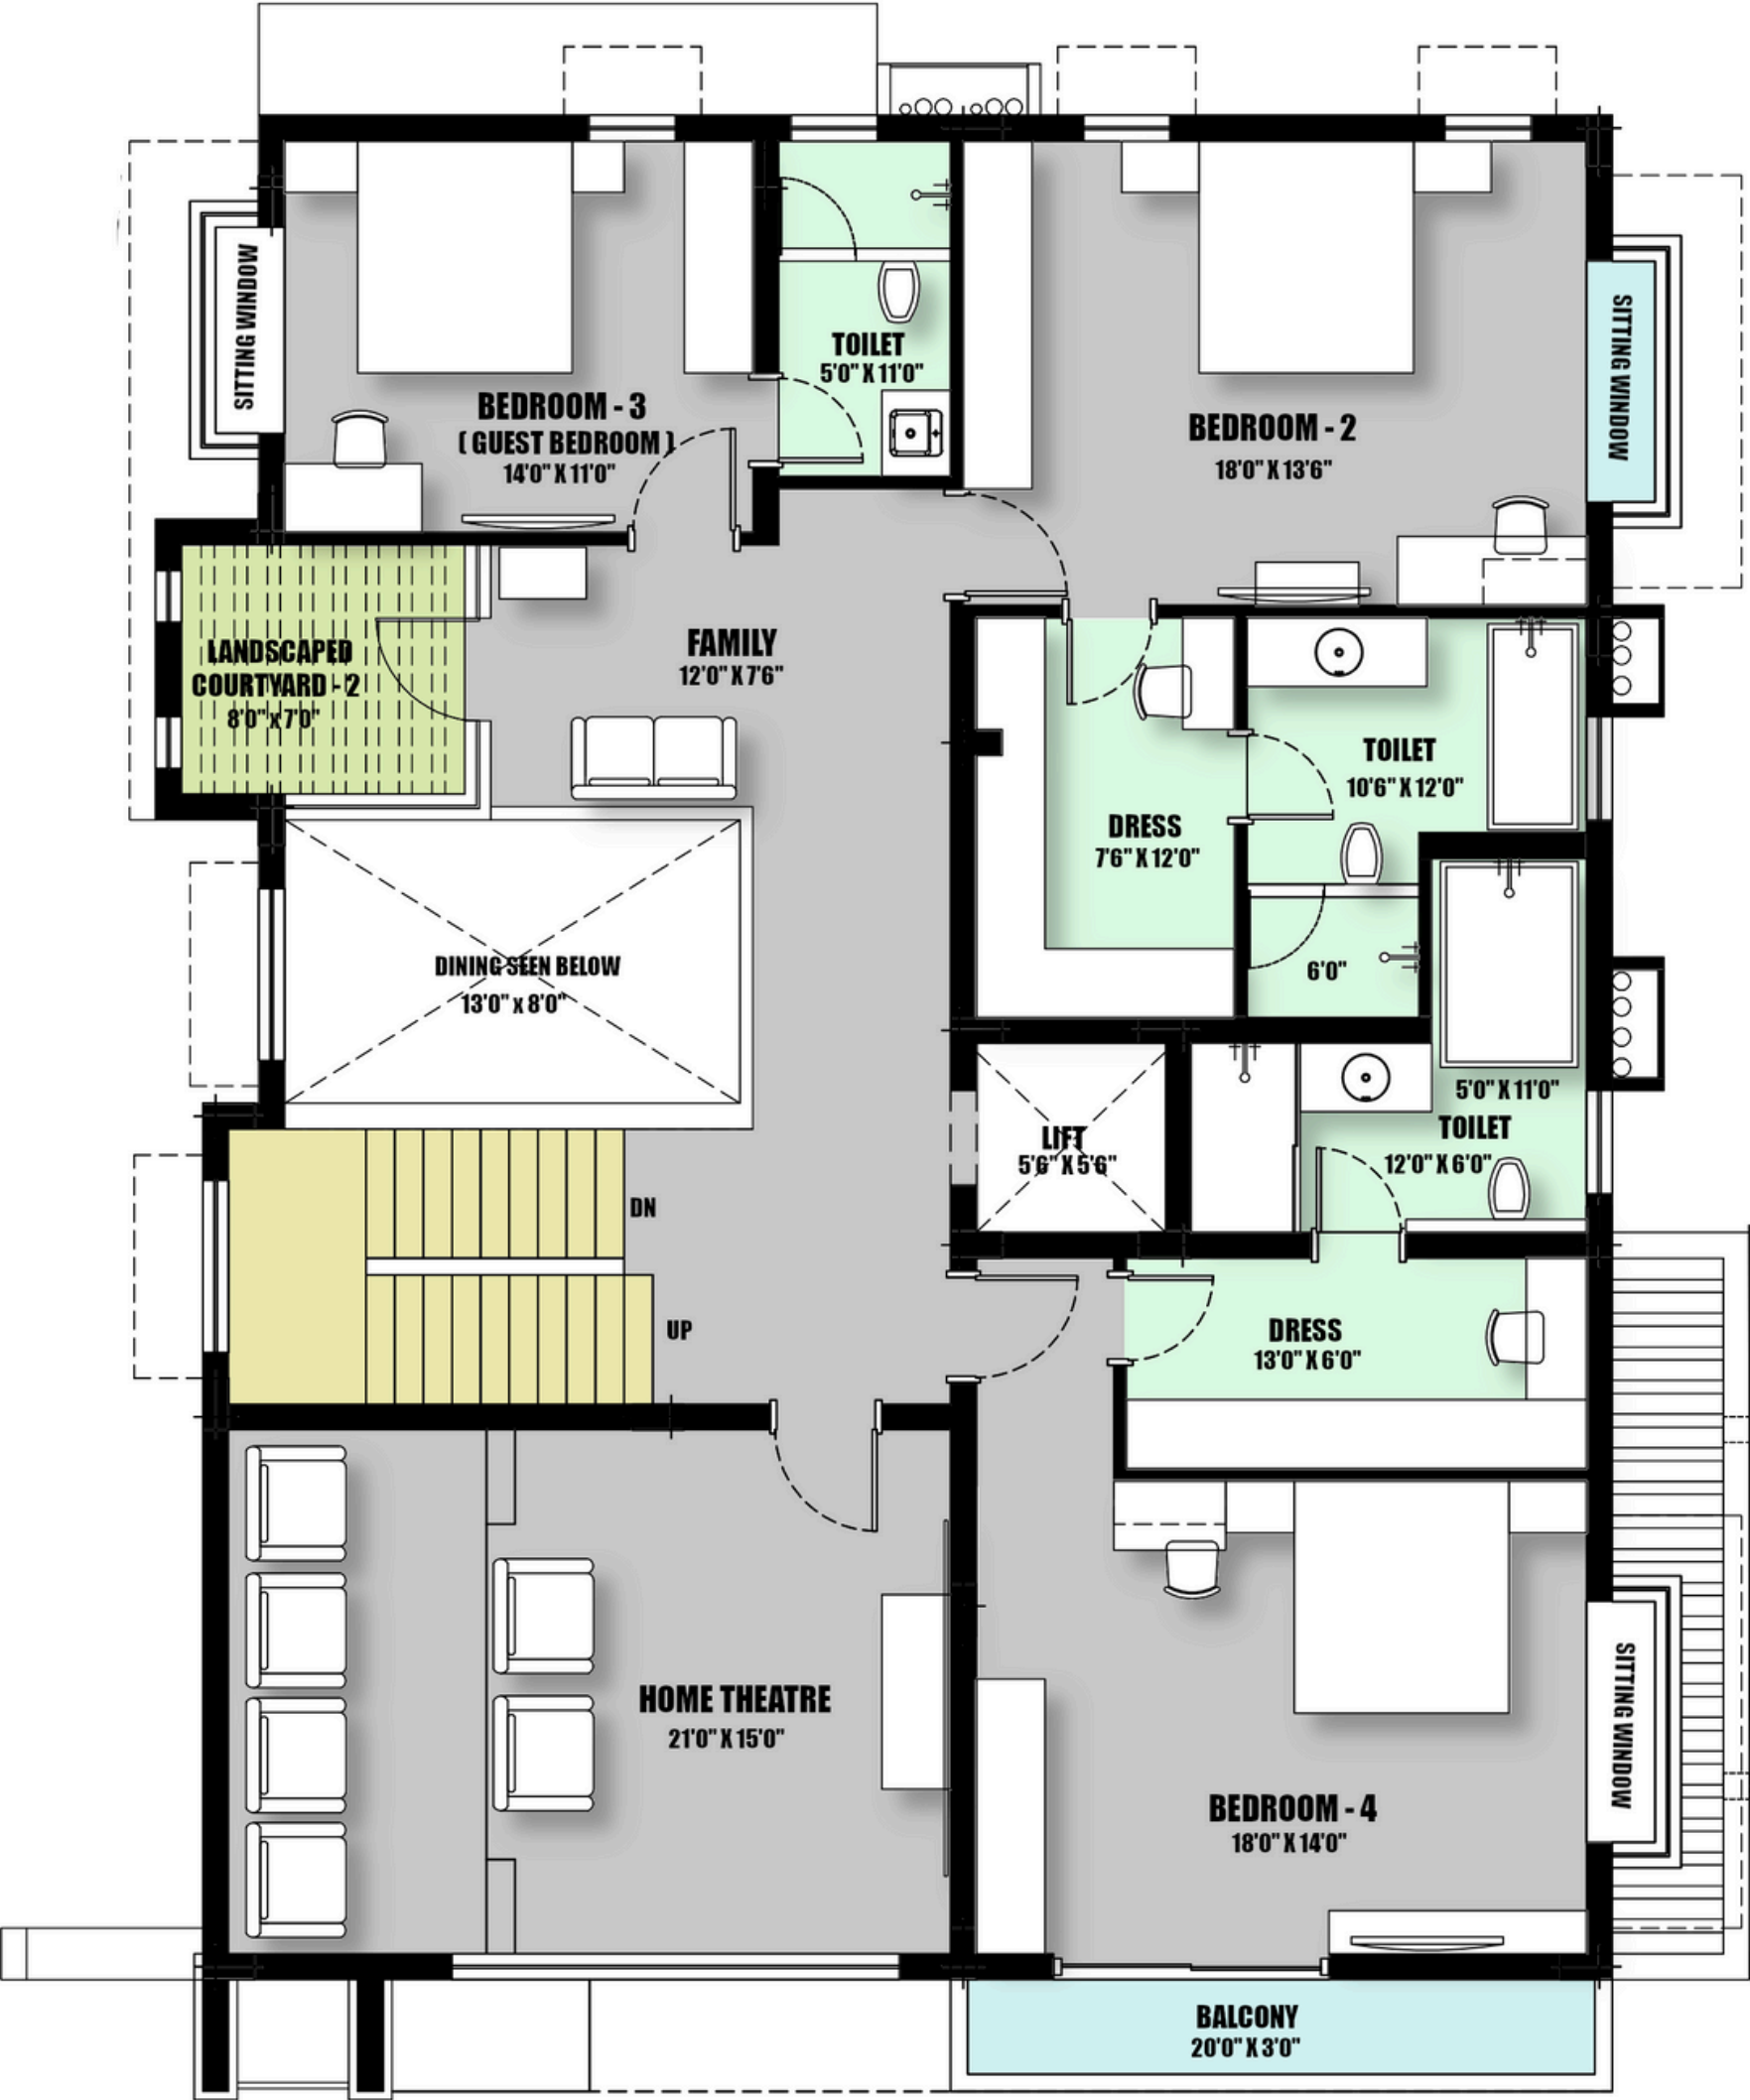 SITTING WINDOW
BEDROOM - 3
( GUEST BEDROOM )
14'0" X 11'0"
TOILET
5'0" X 11'0"
BEDROOM - 2
18'0" X 13'6"
SITTING WINDOW
LANDSCAPED
COURTYARD - 2
8'0" x 7'0"
FAMILY
12'0" X 7'6"
TOILET
10'6" X 12'0"
DRESS
7'6" X 12'0"
6'0"
DINING SEEN BELOW
13'0" x 8'0"
LIFT
5'6" X 5'6"
5'0" X 11'0"
TOILET
12'0" X 6'0"
DN
UP
DRESS
13'0" X 6'0"
HOME THEATRE
21'0" X 15'0"
BEDROOM - 4
18'0" X 14'0"
SITTING WINDOW
BALCONY
20'0" X 3'0"